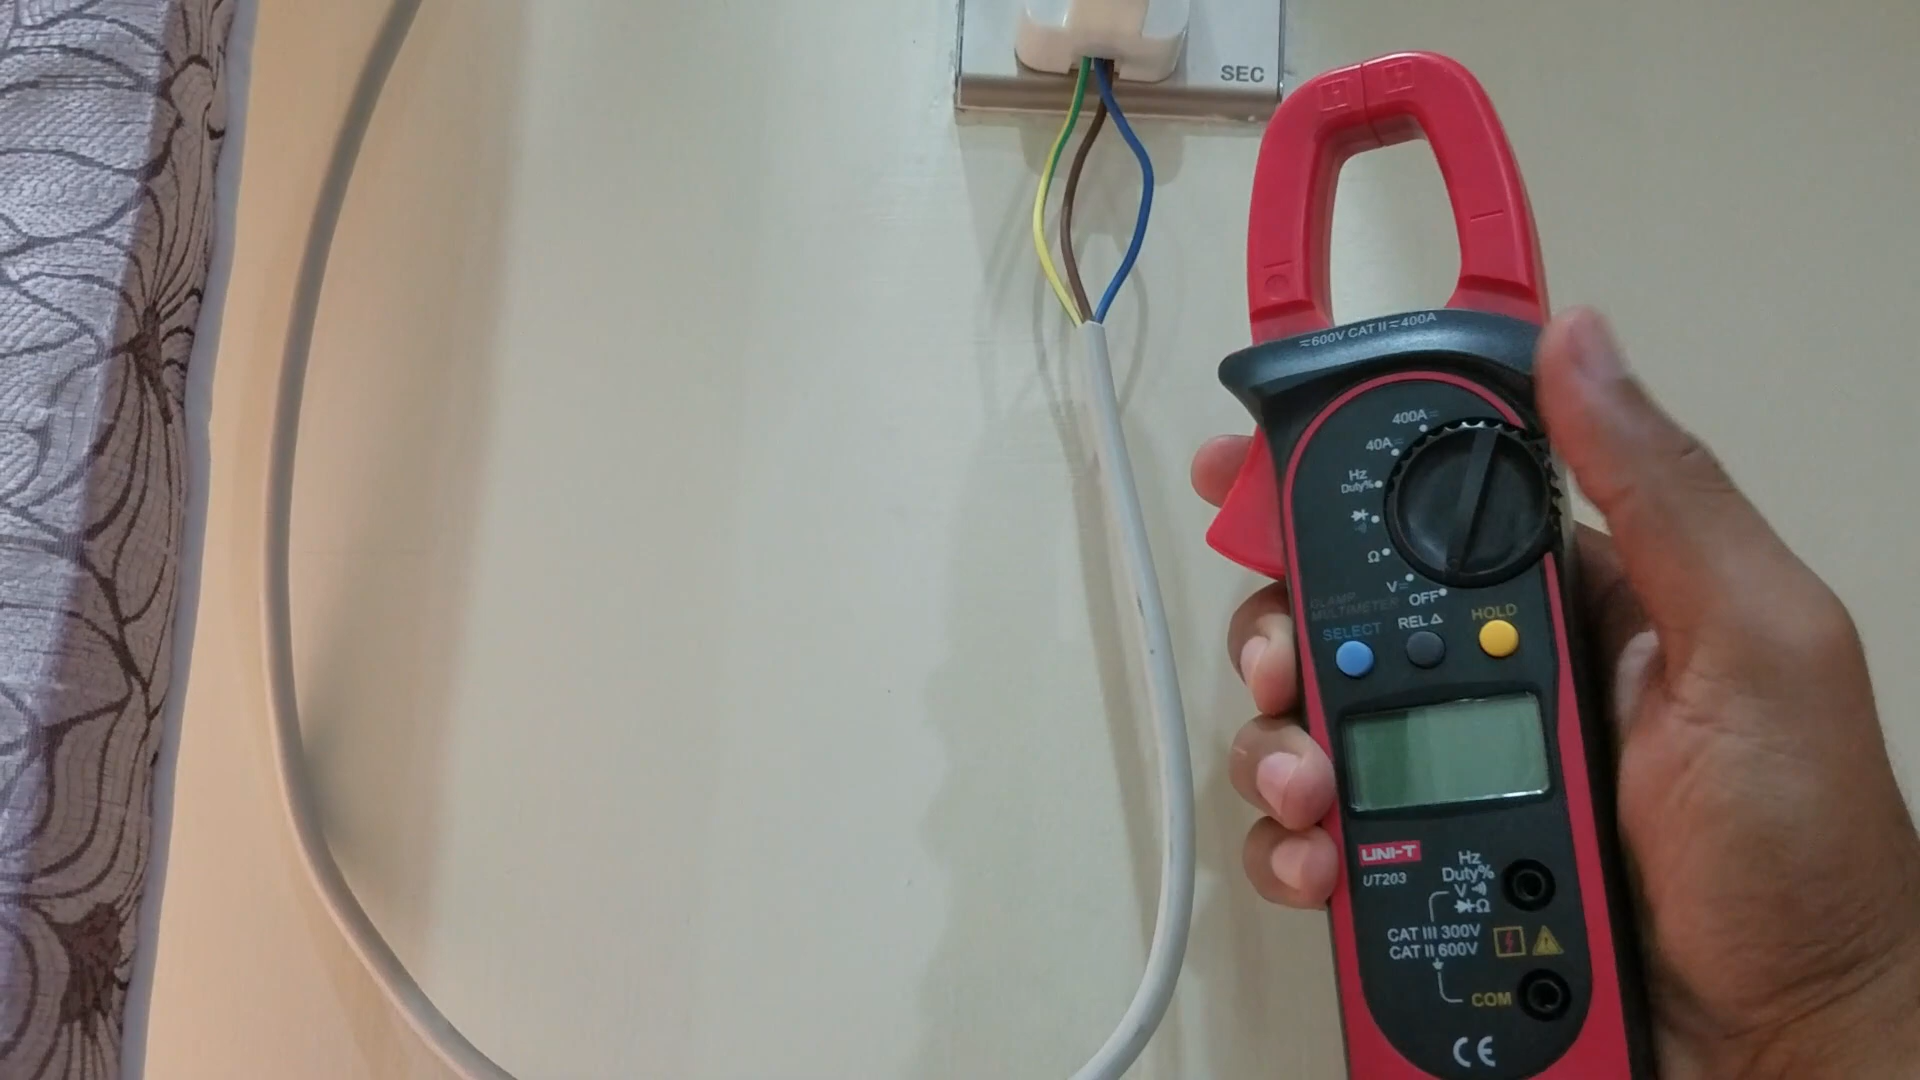 SEC
≂600V CAT II ≂400A
400A≂
40A≂
Hz
Duty%
Ω
V≂
OFF
CLAMP
MULTIMETER
SELECT
REL Δ
HOLD
UNI-T
UT203
Hz
Duty%
V
Ω
CAT III 300V
CAT II 600V
COM
CE